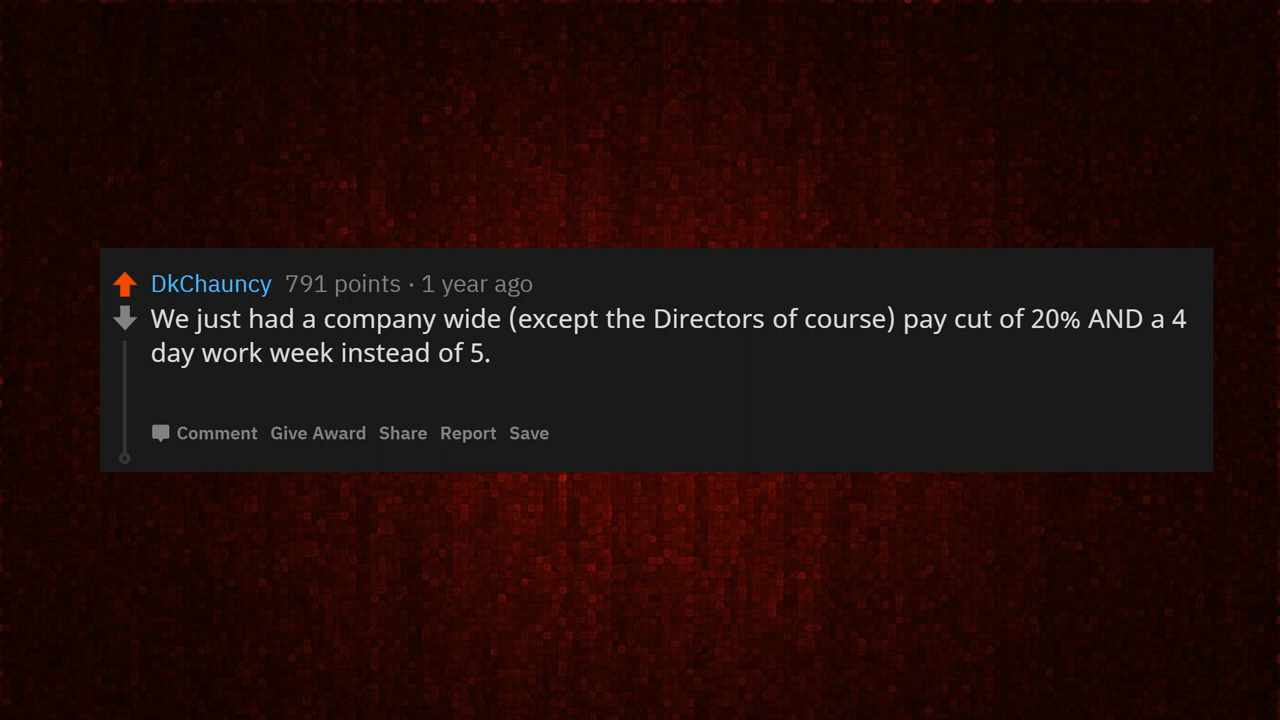 DkChauncy 791 points · 1 year ago
We just had a company wide (except the Directors of course) pay cut of 20% AND a 4
day work week instead of 5.
Comment Give Award Share Report Save